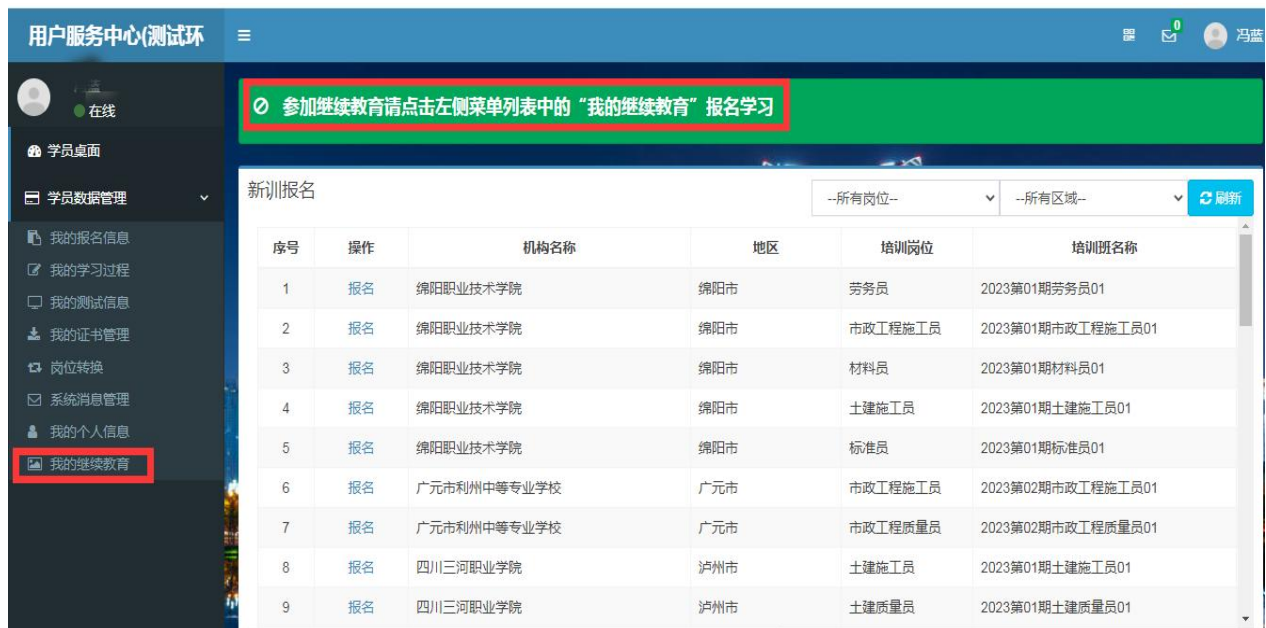 用户服务中心(测试环
0
冯蓝
在线
学员桌面
学员数据管理
我的报名信息
我的学习过程
我的测试信息
我的证书管理
岗位转换
系统消息管理
我的个人信息
我的继续教育
参加继续教育请点击左侧菜单列表中的“我的继续教育”报名学习
新训报名 --所有岗位-- --所有区域-- 刷新
序号 操作 机构名称 地区 培训岗位 培训班名称
1 报名 绵阳职业技术学院 绵阳市 劳务员 2023第01期劳务员01
2 报名 绵阳职业技术学院 绵阳市 市政工程施工员 2023第01期市政工程施工员01
3 报名 绵阳职业技术学院 绵阳市 材料员 2023第01期材料员01
4 报名 绵阳职业技术学院 绵阳市 土建施工员 2023第01期土建施工员01
5 报名 绵阳职业技术学院 绵阳市 标准员 2023第01期标准员01
6 报名 广元市利州中等专业学校 广元市 市政工程施工员 2023第02期市政工程施工员01
7 报名 广元市利州中等专业学校 广元市 市政工程质量员 2023第02期市政工程质量员01
8 报名 四川三河职业学院 泸州市 土建施工员 2023第01期土建施工员01
9 报名 四川三河职业学院 泸州市 土建质量员 2023第01期土建质量员01